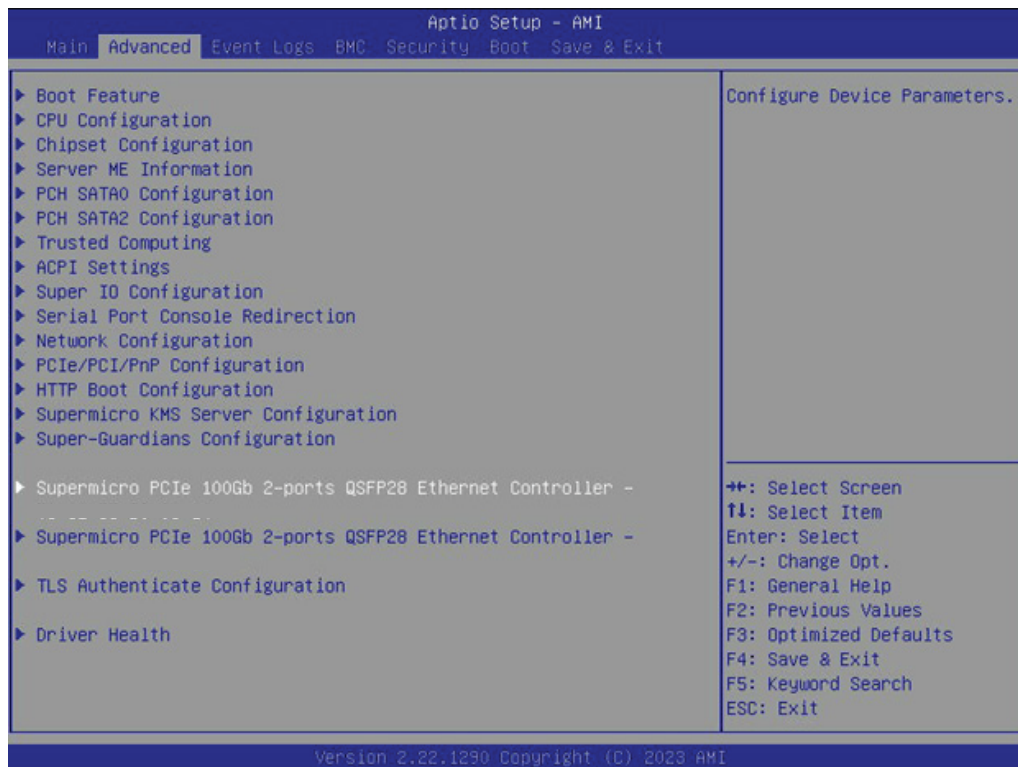 Aptio Setup - AMI
Main Advanced Event Logs BMC Security Boot Save & Exit
Boot Feature
CPU Configuration
Chipset Configuration
Server ME Information
PCH SATA0 Configuration
PCH SATA2 Configuration
Trusted Computing
ACPI Settings
Super IO Configuration
Serial Port Console Redirection
Network Configuration
PCIe/PCI/PnP Configuration
HTTP Boot Configuration
Supermicro KMS Server Configuration
Super-Guardians Configuration
Supermicro PCIe 100Gb 2-ports QSFP28 Ethernet Controller -
Supermicro PCIe 100Gb 2-ports QSFP28 Ethernet Controller -
TLS Authenticate Configuration
Driver Health
Configure Device Parameters.
→←: Select Screen
↑↓: Select Item
Enter: Select
+/-: Change Opt.
F1: General Help
F2: Previous Values
F3: Optimized Defaults
F4: Save & Exit
F5: Keyword Search
ESC: Exit
Version 2.22.1290 Copyright (C) 2023 AMI